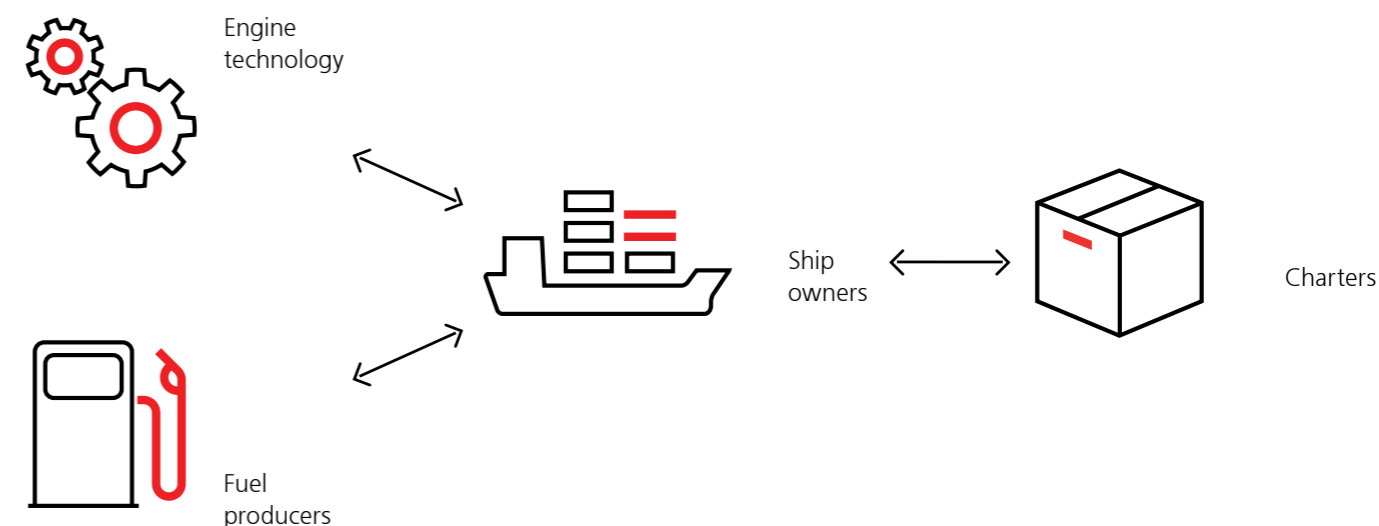 Engine
technology
Ship
owners
Charters
Fuel
producers